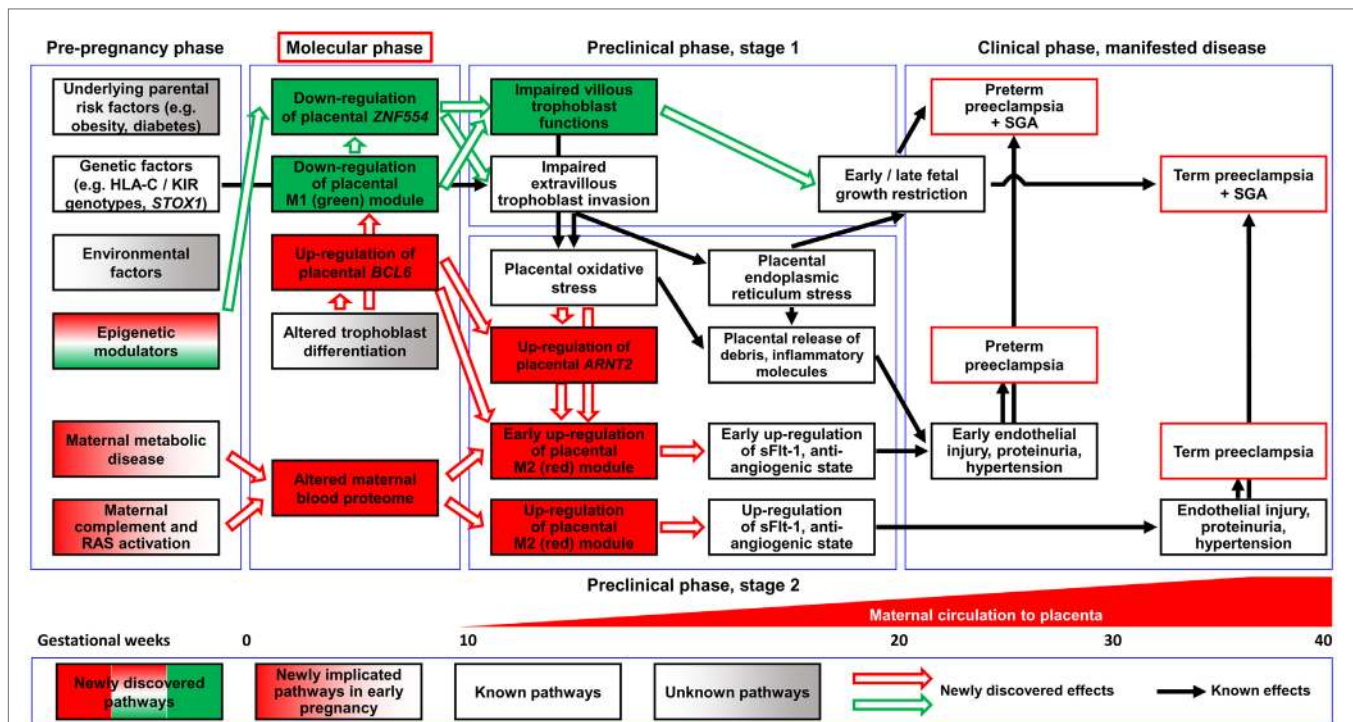 Pre-pregnancy phase
Molecular phase
Preclinical phase, stage 1
Clinical phase, manifested disease
Underlying parental
risk factors (e.g.
obesity, diabetes)
Genetic factors
(e.g. HLA-C / KIR
genotypes, STOX1)
Environmental
factors
Epigenetic
modulators
Maternal metabolic
disease
Maternal
complement and
RAS activation
Down-regulation
of placental ZNF554
Down-regulation
of placental
M1 (green) module
Up-regulation of
placental BCL6
Altered trophoblast
differentiation
Altered maternal
blood proteome
Impaired villous
trophoblast
functions
Impaired
extravillous
trophoblast invasion
Placental oxidative
stress
Up-regulation of
placental ARNT2
Early up-regulation
of placental
M2 (red) module
Up-regulation
of placental
M2 (red) module
Placental
endoplasmic
reticulum stress
Placental release of
debris, inflammatory
molecules
Early up-regulation
of sFlt-1, anti-
angiogenic state
Up-regulation
of sFlt-1, anti-
angiogenic state
Early / late fetal
growth restriction
Preterm
preeclampsia
+ SGA
Preterm
preeclampsia
Early endothelial
injury, proteinuria,
hypertension
Term preeclampsia
+ SGA
Term preeclampsia
Endothelial injury,
proteinuria,
hypertension
Preclinical phase, stage 2
Maternal circulation to placenta
Gestational weeks 0 10 20 30 40
Newly discovered
pathways
Newly implicated
pathways in early
pregnancy
Known pathways
Unknown pathways
Newly discovered effects
Known effects